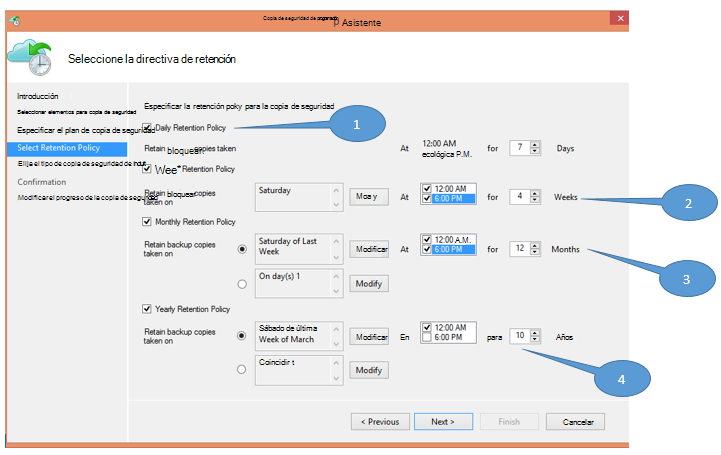 Copia de seguridad de programado
p Asistente
Seleccione la directiva de retención
Introducción
Seleccionar elementos para copia de seguridad
Especificar el plan de copia de seguridad
Select Retention Policy
Elija el tipo de copia de seguridad de
Confirmation
Modificar el progreso de la copia de
Especificar la retención poky para la copia de seguridad
Daily Retention Policy
1
Retain bloquean copies taken
At
12:00 AM
ecológica P.M.
for
7
Days
Wee" Retention Policy
Retain bloquear copies
taken on
Saturday
At
12:00 AM
6:00 PM
for
4
Weeks
2
Monthly Retention Policy
Retain backup copies
taken on
Saturday of Last
Week
Modificar
At
12:00 A.M.
6:00 PM
for
12
Months
On day(s) 1
Modify
3
Yearly Retention Policy
Retain backup copies
taken on
Sábado de última
Week of March
Modificar
En
12:00 AM
6:00 PM
para
10
Años
Coincidir t
Modify
4
< Previous
Next >
Finish
Cancelar